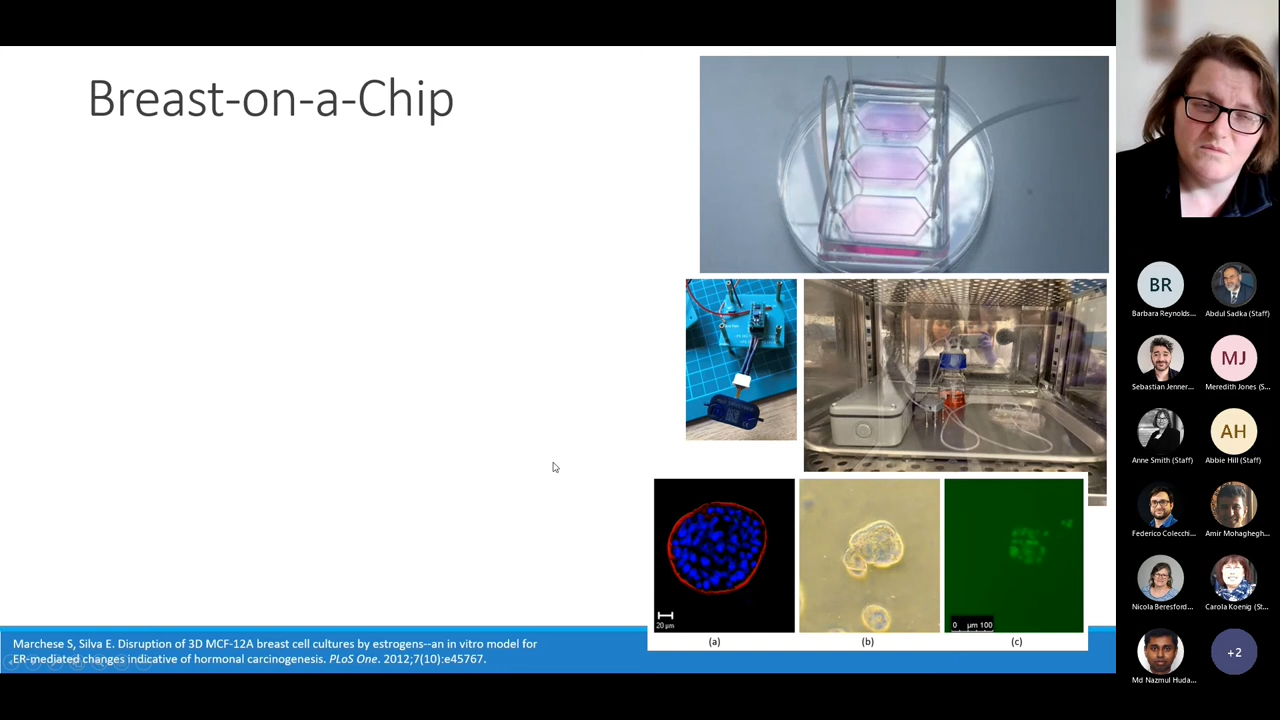 Breast-on-a-Chip
20 µm
0 µm 100
(a)
(b)
(c)
Marchese S, Silva E. Disruption of 3D MCF-12A breast cell cultures by estrogens--an in vitro model for
ER-mediated changes indicative of hormonal carcinogenesis. PLoS One. 2012;7(10):e45767.
BR
Barbara Reynolds...
Abdul Sadka (Staff)
Sebastian Jenner...
MJ
Meredith Jones (S...
Anne Smith (Staff)
AH
Abbie Hill (Staff)
Federico Colecchi...
Amir Mohaghegh...
Nicola Beresford...
Carola Koenig (St...
Md Nazmul Huda...
+2